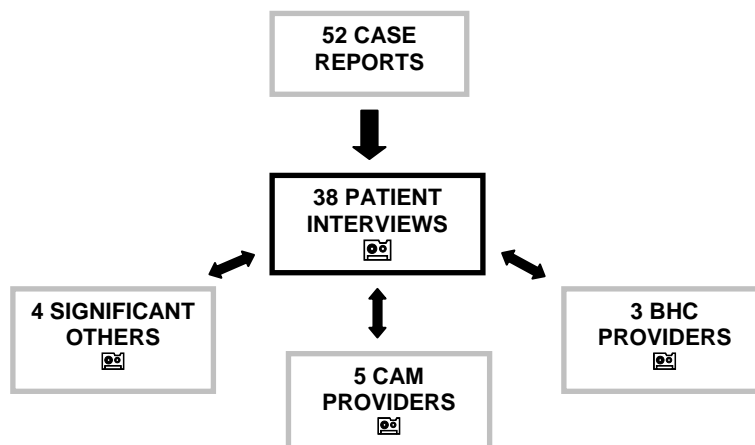 52 CASE
REPORTS
38 PATIENT
INTERVIEWS
4 SIGNIFICANT
OTHERS
5 CAM
PROVIDERS
3 BHC
PROVIDERS